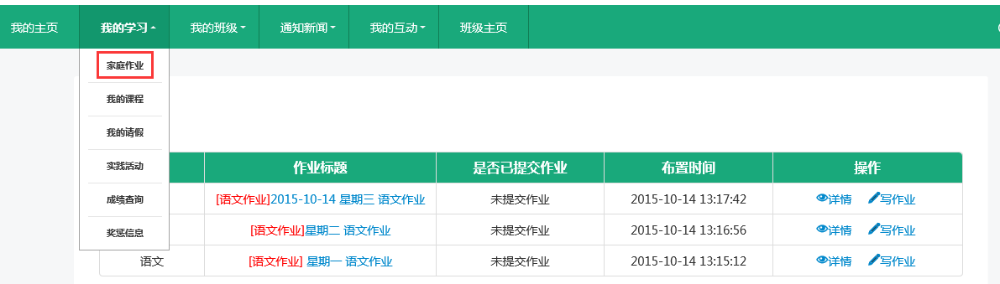 我的主页 我的学习 我的班级 通知新闻 我的互动 班级主页
家庭作业
我的课程
我的请假
实践活动
成绩查询
奖惩信息
作业标题 是否已提交作业 布置时间 操作
[语文作业]2015-10-14 星期三 语文作业 未提交作业 2015-10-14 13:17:42 详情 写作业
[语文作业]星期二 语文作业 未提交作业 2015-10-14 13:16:56 详情 写作业
语文 [语文作业] 星期一 语文作业 未提交作业 2015-10-14 13:15:12 详情 写作业